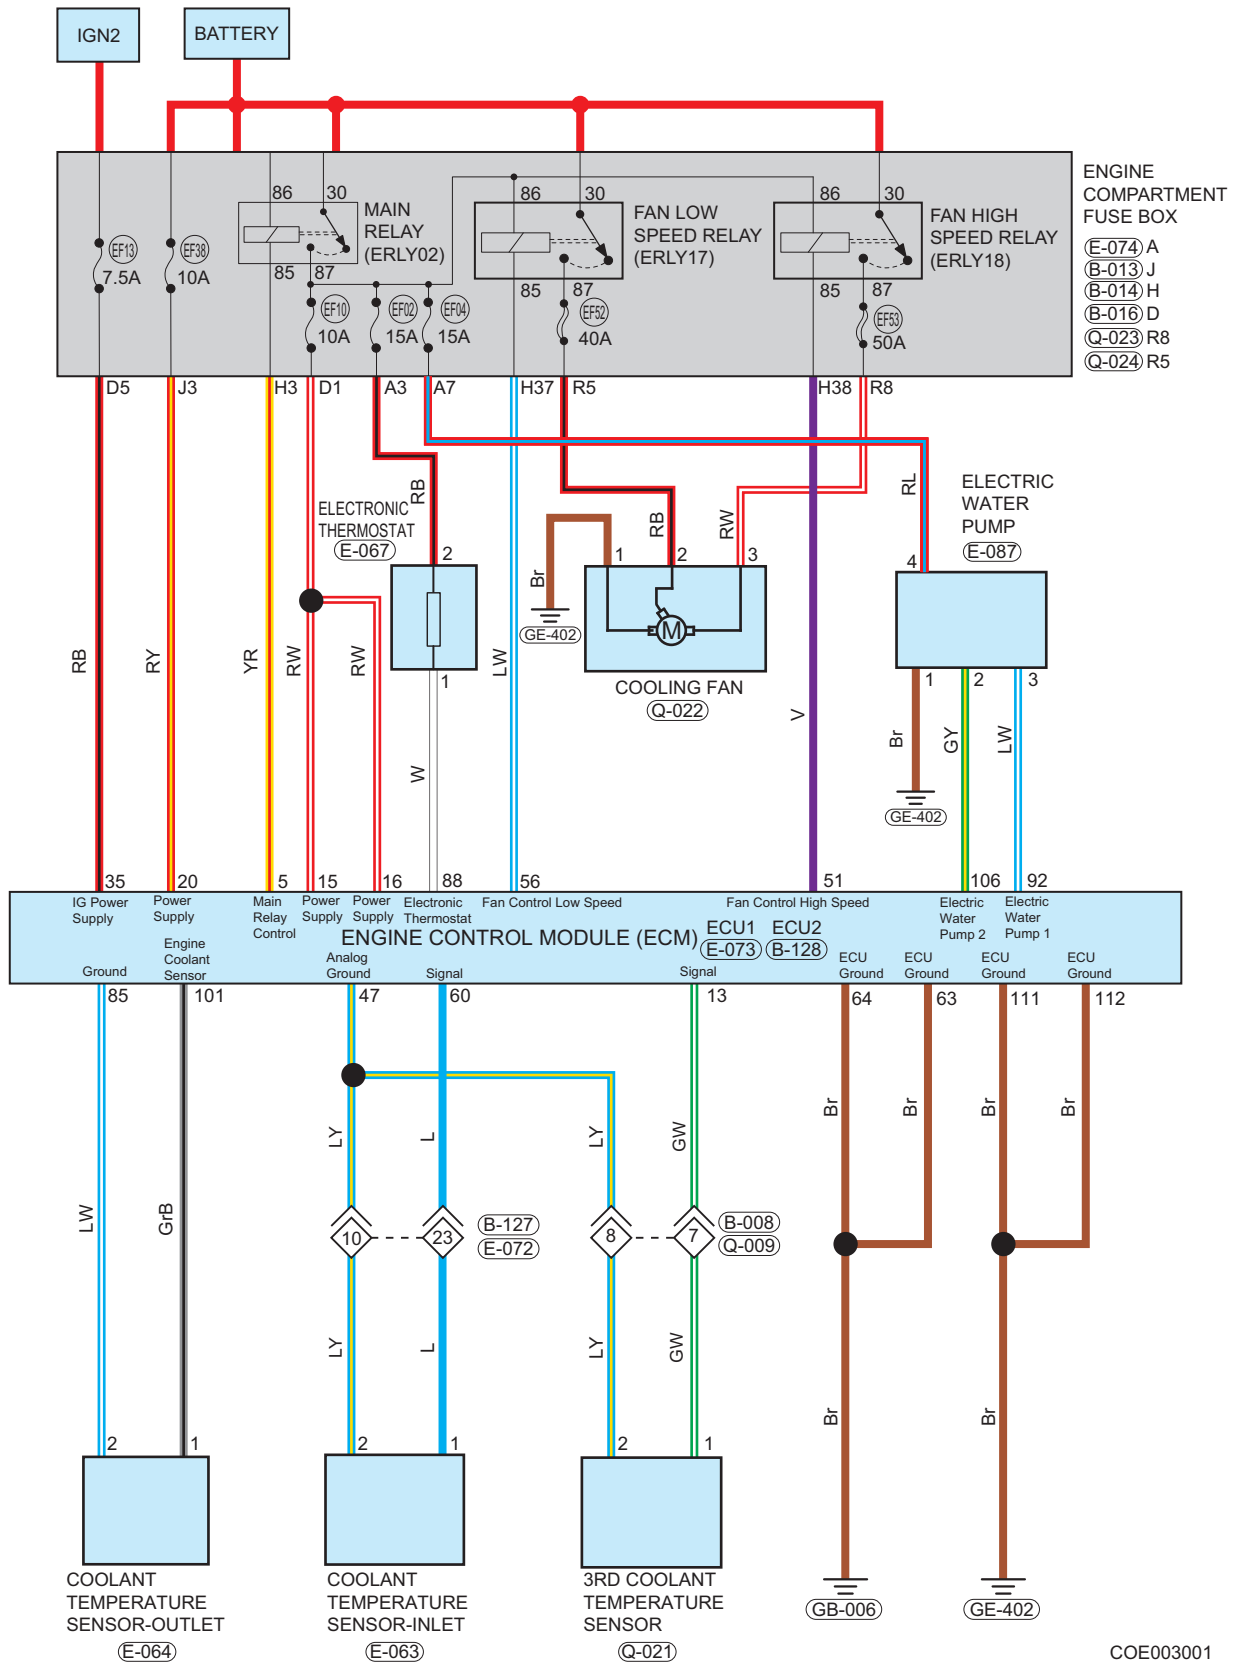 IGN2
BATTERY
ENGINE
COMPARTMENT
FUSE BOX
E-074 A
B-013 J
B-014 H
B-016 D
Q-023 R8
Q-024 R5
86 30
MAIN
RELAY
(ERLY02)
85 87
86 30
FAN LOW
SPEED RELAY
(ERLY17)
85 87
86 30
FAN HIGH
SPEED RELAY
(ERLY18)
85 87
EF13
7.5A
EF38
10A
EF10
10A
EF02
15A
EF04
15A
EF52
40A
EF53
50A
D5 J3 H3 D1 A3 A7 H37 R5 H38 R8
ELECTRONIC
THERMOSTAT
E-067
RB
2
1
W
Br
GE-402
RB
RW
1 2 3
M
COOLING FAN
Q-022
RL
ELECTRIC
WATER
PUMP
E-087
4
1 2 3
Br
GY
LW
GE-402
RB
RY
YR
RW
RW
LW
V
35 20 5 15 16 88 56 51 106 92
IG Power
Supply
Power
Supply
Main
Relay
Control
Power
Supply
Power
Supply
Electronic
Thermostat
Fan Control Low Speed
Fan Control High Speed
Electric
Water
Pump 2
Electric
Water
Pump 1
ENGINE CONTROL MODULE (ECM)
ECU1
E-073
ECU2
B-128
Ground
Engine
Coolant
Sensor
Analog
Ground
Signal
Signal
ECU
Ground
ECU
Ground
ECU
Ground
ECU
Ground
85 101 47 60 13 64 63 111 112
LY
L
LY
GW
Br
Br
Br
Br
LW
GrB
10
23
B-127
E-072
8
7
B-008
Q-009
LY
L
LY
GW
Br
Br
2 1
2 1
2 1
COOLANT
TEMPERATURE
SENSOR-OUTLET
E-064
COOLANT
TEMPERATURE
SENSOR-INLET
E-063
3RD COOLANT
TEMPERATURE
SENSOR
Q-021
GB-006
GE-402
COE003001